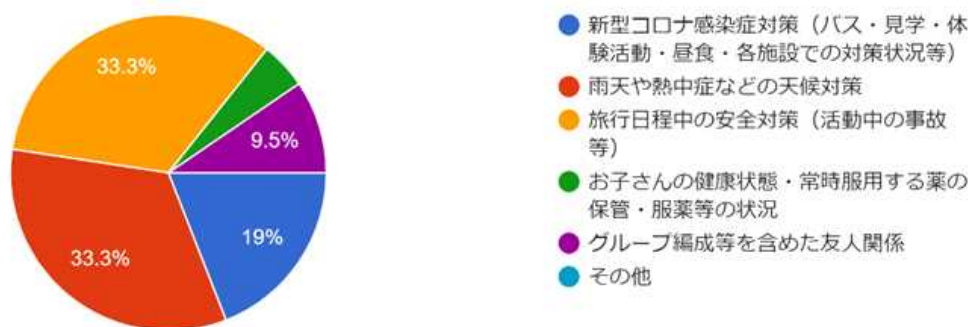 33.3%
9.5%
19%
33.3%
新型コロナ感染症対策（バス・見学・体
験活動・昼食・各施設での対策状況等）
雨天や熱中症などの天候対策
旅行日程中の安全対策（活動中の事故
等）
お子さんの健康状態・常時服用する薬の
保管・服薬等の状況
グループ編成等を含めた友人関係
その他